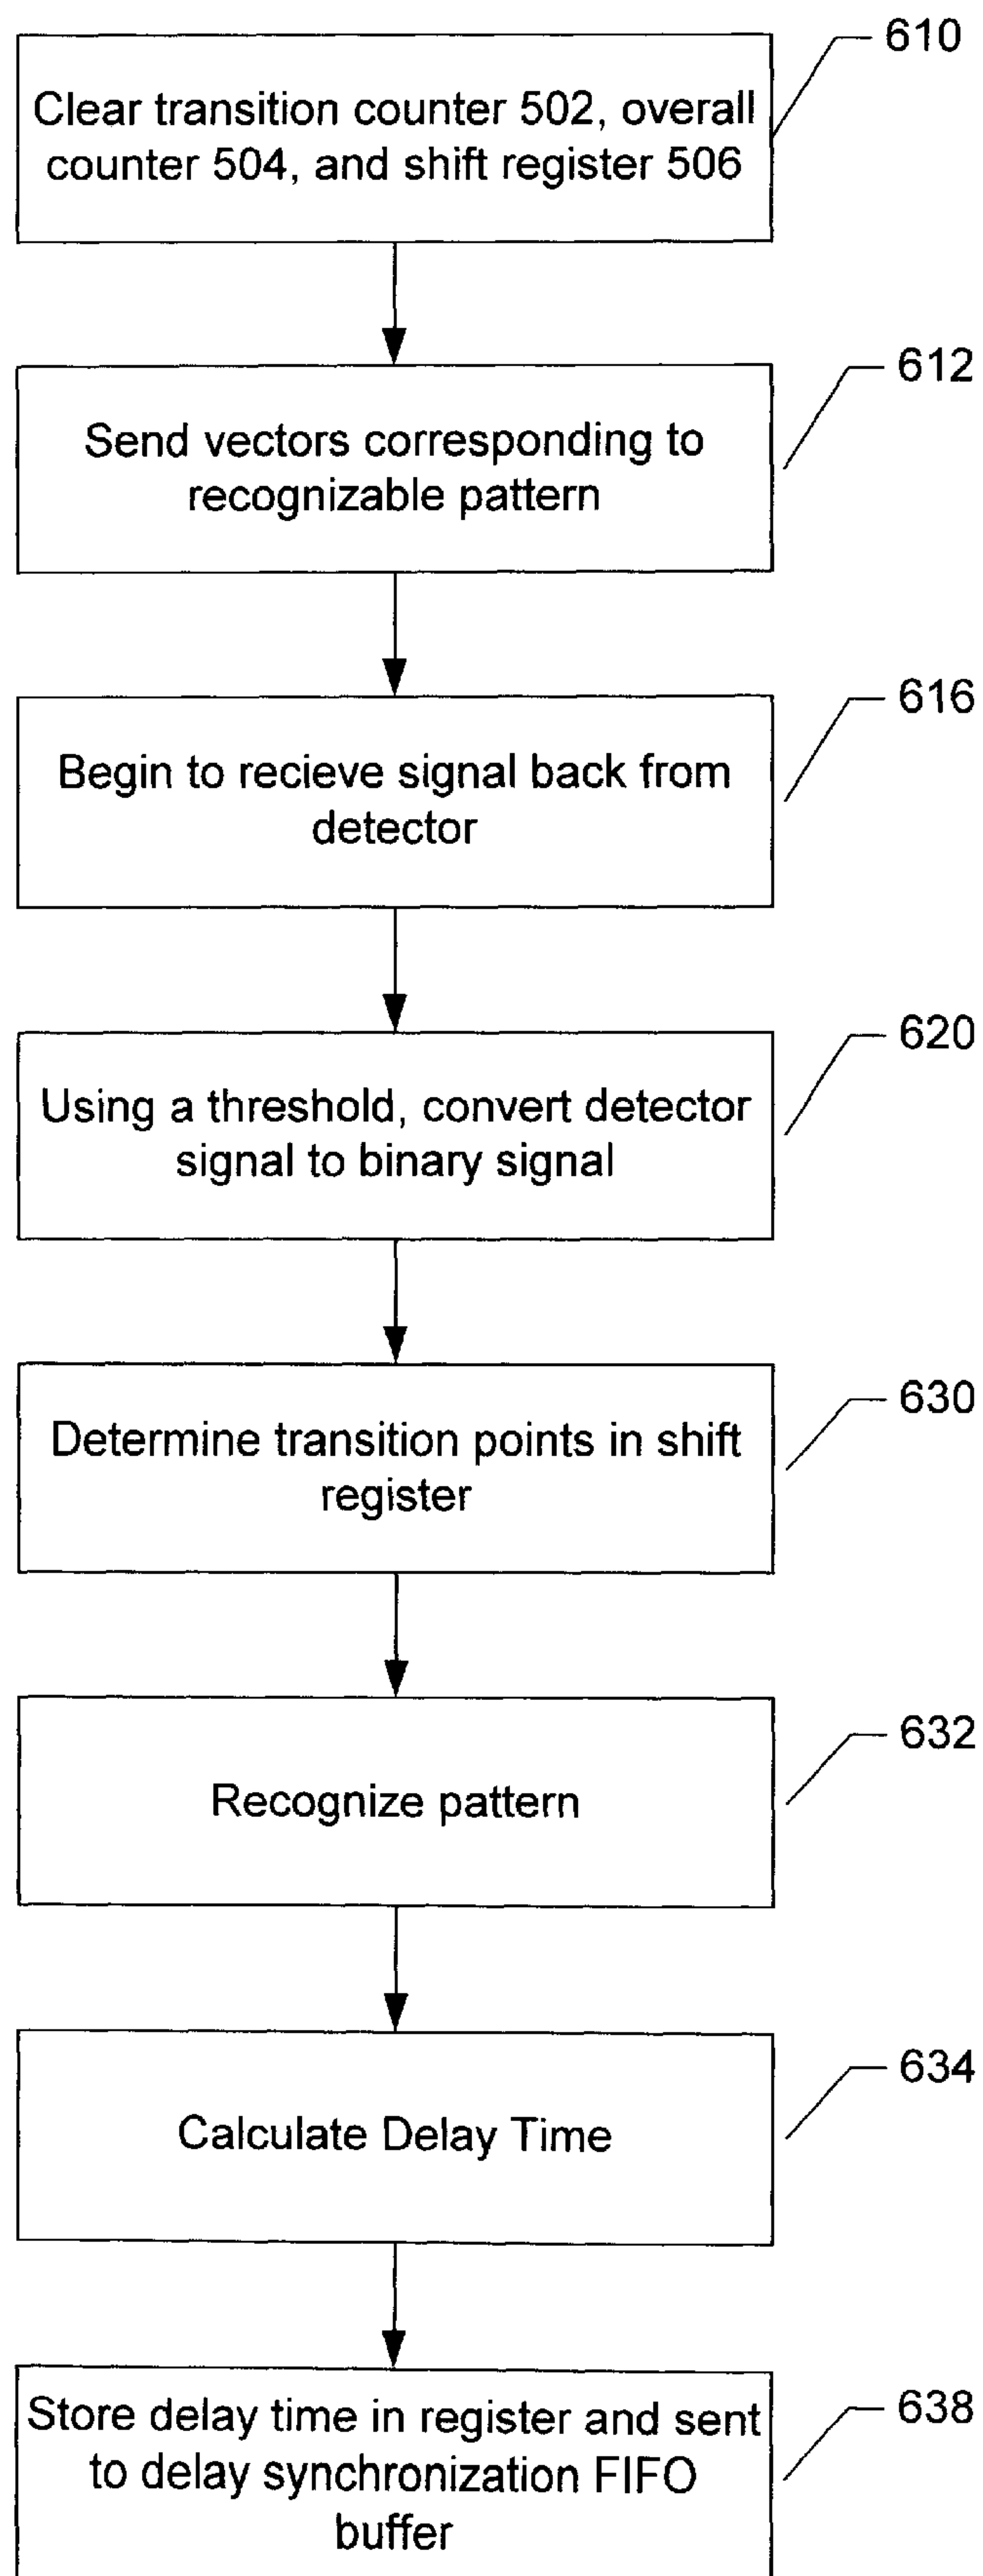 610
Clear transition counter 502, overall
counter 504, and shift register 506
612
Send vectors corresponding to
recognizable pattern
616
Begin to recieve signal back from
detector
620
Using a threshold, convert detector
signal to binary signal
630
Determine transition points in shift
register
632
Recognize pattern
634
Calculate Delay Time
638
Store delay time in register and sent
to delay synchronization FIFO
buffer